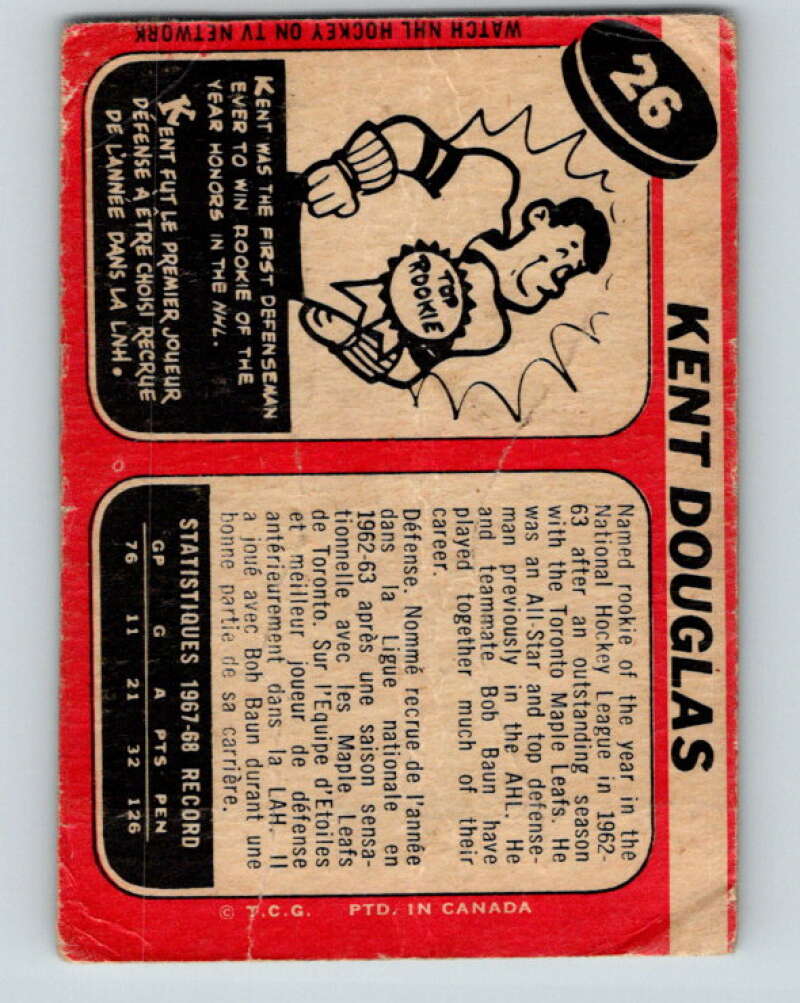 26
KENT DOUGLAS
WATCH NHL HOCKEY ON TV NETWORK
TOP
ROOKIE
KENT WAS THE FIRST DEFENSEMAN
EVER TO WIN ROOKIE OF THE
YEAR HONORS IN THE NHL.
KENT FUT LE PREMIER JOUEUR
DÉFENSE A ÊTRE CHOISI RECRUE
DE L'ANNÉE DANS LA LNH.
Named rookie of the year in the
National Hockey League in 1962-
63 after an outstanding season
with the Toronto Maple Leafs. He
was an All-Star and top defense-
man previously in the AHL. He
and teammate Bob Baun have
played together much of their
career.
Défense. Nommé recrue de l'année
dans la Ligue nationale en
1962-63 après une saison sensa-
tionnelle avec les Maple Leafs
de Toronto. Sur l'Equipe d'Etoiles
et meilleur joueur de défense
antérieurement dans la LAH. Il
a joué avec Bob Baun durant une
bonne partie de sa carrière.
STATISTIQUES 1967-68 RECORD
GP G A PTS PEN
76 11 21 32 126
© T.C.G. PTD. IN CANADA